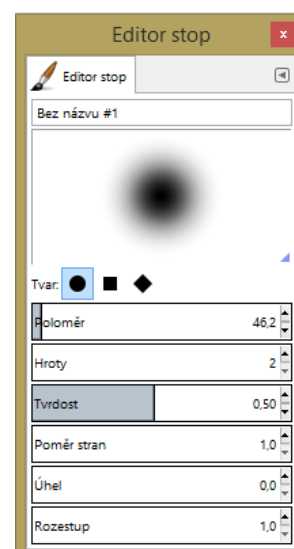 Editor stop
x
Editor stop
Bez názvu #1
Tvar:
Poloměr 46,2
Hroty 2
Tvrdost 0,50
Poměr stran 1,0
Úhel 0,0
Rozestup 1,0